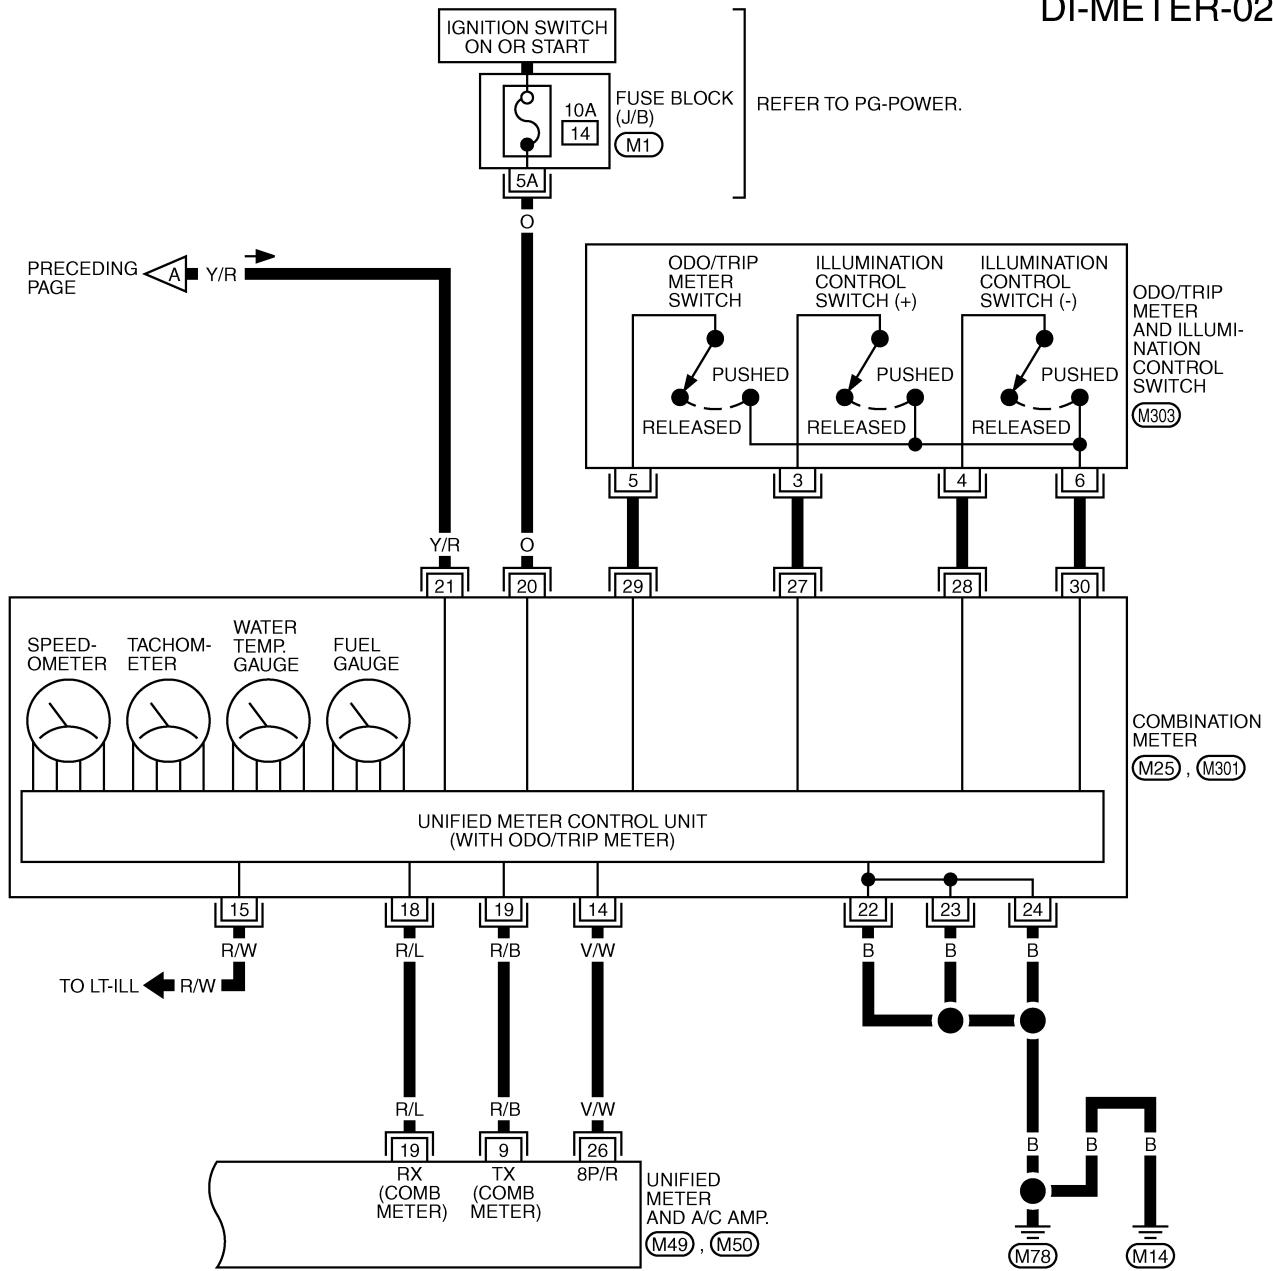 DI-METER-02
IGNITION SWITCH
ON OR START
10A
14
FUSE BLOCK
(J/B)
M1
REFER TO PG-POWER.
5A
O
PRECEDING
PAGE
A
Y/R
ODO/TRIP
METER
SWITCH
ILLUMINATION
CONTROL
SWITCH (+)
ILLUMINATION
CONTROL
SWITCH (-)
PUSHED
PUSHED
PUSHED
RELEASED
RELEASED
RELEASED
ODO/TRIP
METER
AND ILLUMI-
NATION
CONTROL
SWITCH
M303
5
3
4
6
Y/R
O
21
20
29
27
28
30
SPEED-
OMETER
TACHOM-
ETER
WATER
TEMP.
GAUGE
FUEL
GAUGE
COMBINATION
METER
M25 , M301
UNIFIED METER CONTROL UNIT
(WITH ODO/TRIP METER)
15
18
19
14
22
23
24
R/W
R/L
R/B
V/W
B
B
B
TO LT-ILL
R/W
R/L
R/B
V/W
19
9
26
RX
(COMB
METER)
TX
(COMB
METER)
8P/R
UNIFIED
METER
AND A/C AMP.
M49 , M50
B
B
B
M78
M14